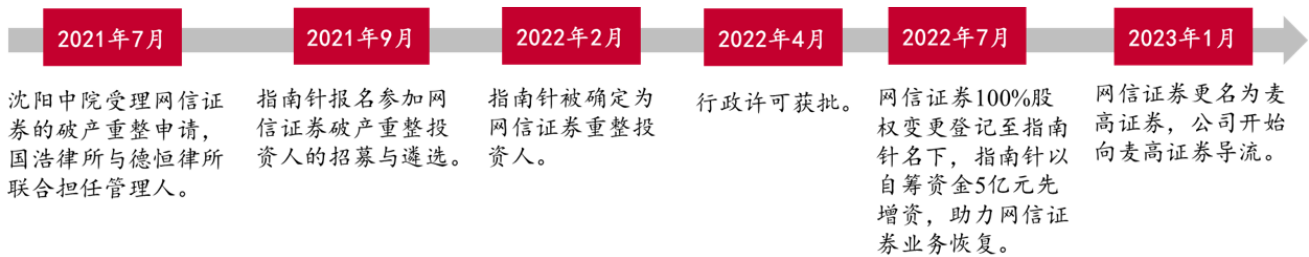 2021年7月
沈阳中院受理网信证
券的破产重整申请，
国浩律所与德恒律所
联合担任管理人。
2021年9月
指南针报名参加网
信证券破产重整投
资人的招募与遴选。
2022年2月
指南针被确定为
网信证券重整投
资人。
2022年4月
行政许可获批。
2022年7月
网信证券100%股
权变更登记至指南
针名下，指南针以
自筹资金5亿元先
增资，助力网信证
券业务恢复。
2023年1月
网信证券更名为麦
高证券，公司开始
向麦高证券导流。